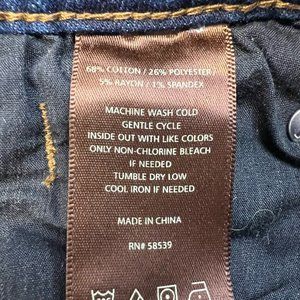 68% COTTON / 26% POLYESTER /
5% RAYON / 1% SPANDEX
MACHINE WASH COLD
GENTLE CYCLE
INSIDE OUT WITH LIKE COLORS
ONLY NON-CHLORINE BLEACH
IF NEEDED
TUMBLE DRY LOW
COOL IRON IF NEEDED
MADE IN CHINA
RN# 58539